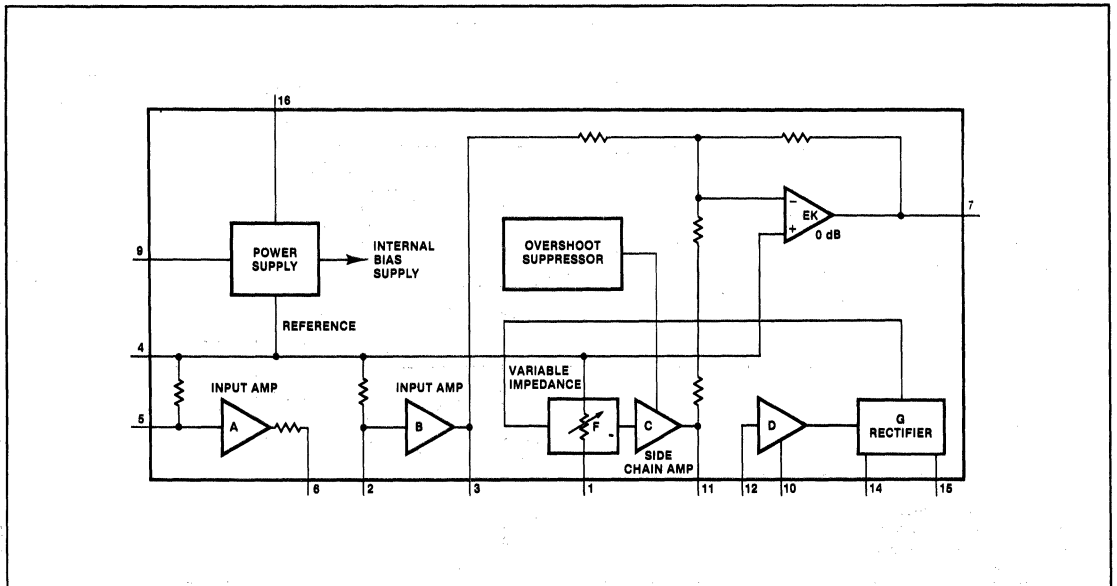 16
7
EK
0 dB
9
POWER
SUPPLY
INTERNAL
BIAS
SUPPLY
OVERSHOOT
SUPPRESSOR
REFERENCE
4
VARIABLE
IMPEDANCE
INPUT AMP
INPUT AMP
5
A
B
F
C
D
G
RECTIFIER
SIDE
CHAIN AMP
6
2
3
1
11
12
10
14
15